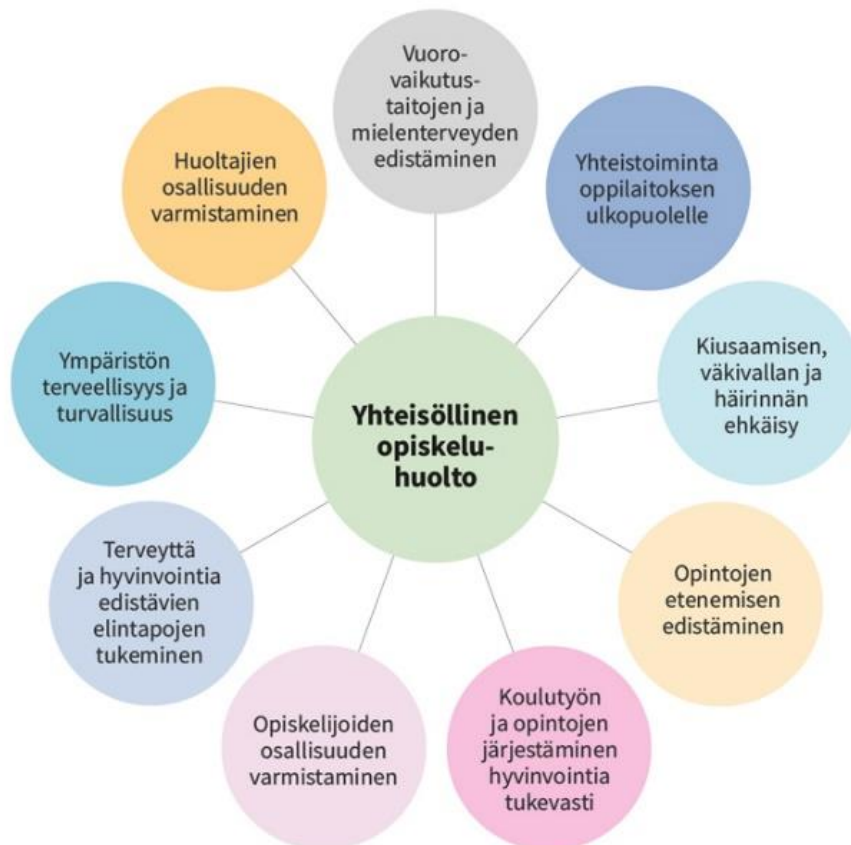 Vuoro-
vaikutus-
taitojen ja
mielenterveyden
edistäminen
Yhteistoiminta
oppilaitoksen
ulkopuolelle
Kiusaamisen,
väkivallan ja
häirinnän
ehkäisy
Opintojen
etenemisen
edistäminen
Koulutyön
ja opintojen
järjestäminen
hyvinvointia
tukevasti
Opiskelijoiden
osallisuuden
varmistaminen
Terveyttä
ja hyvinvointia
edistävien
elintapojen
tukeminen
Ympäristön
terveellisyys ja
turvallisuus
Huoltajien
osallisuuden
varmistaminen
Yhteisöllinen
opiskelu-
huolto